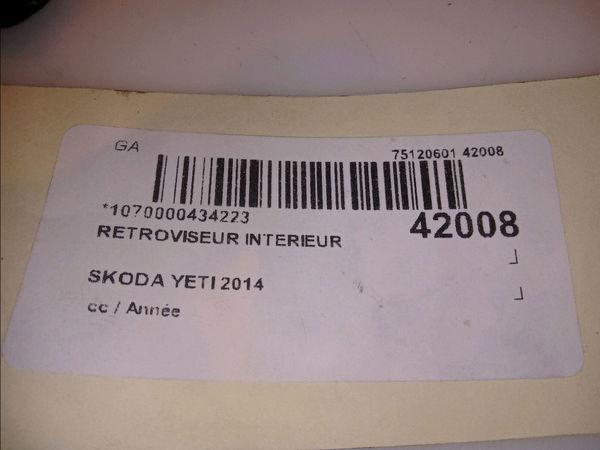 GA
75120601 42008
*1070000434223
42008
RETROVISEUR INTERIEUR
SKODA YETI 2014
cc / Année